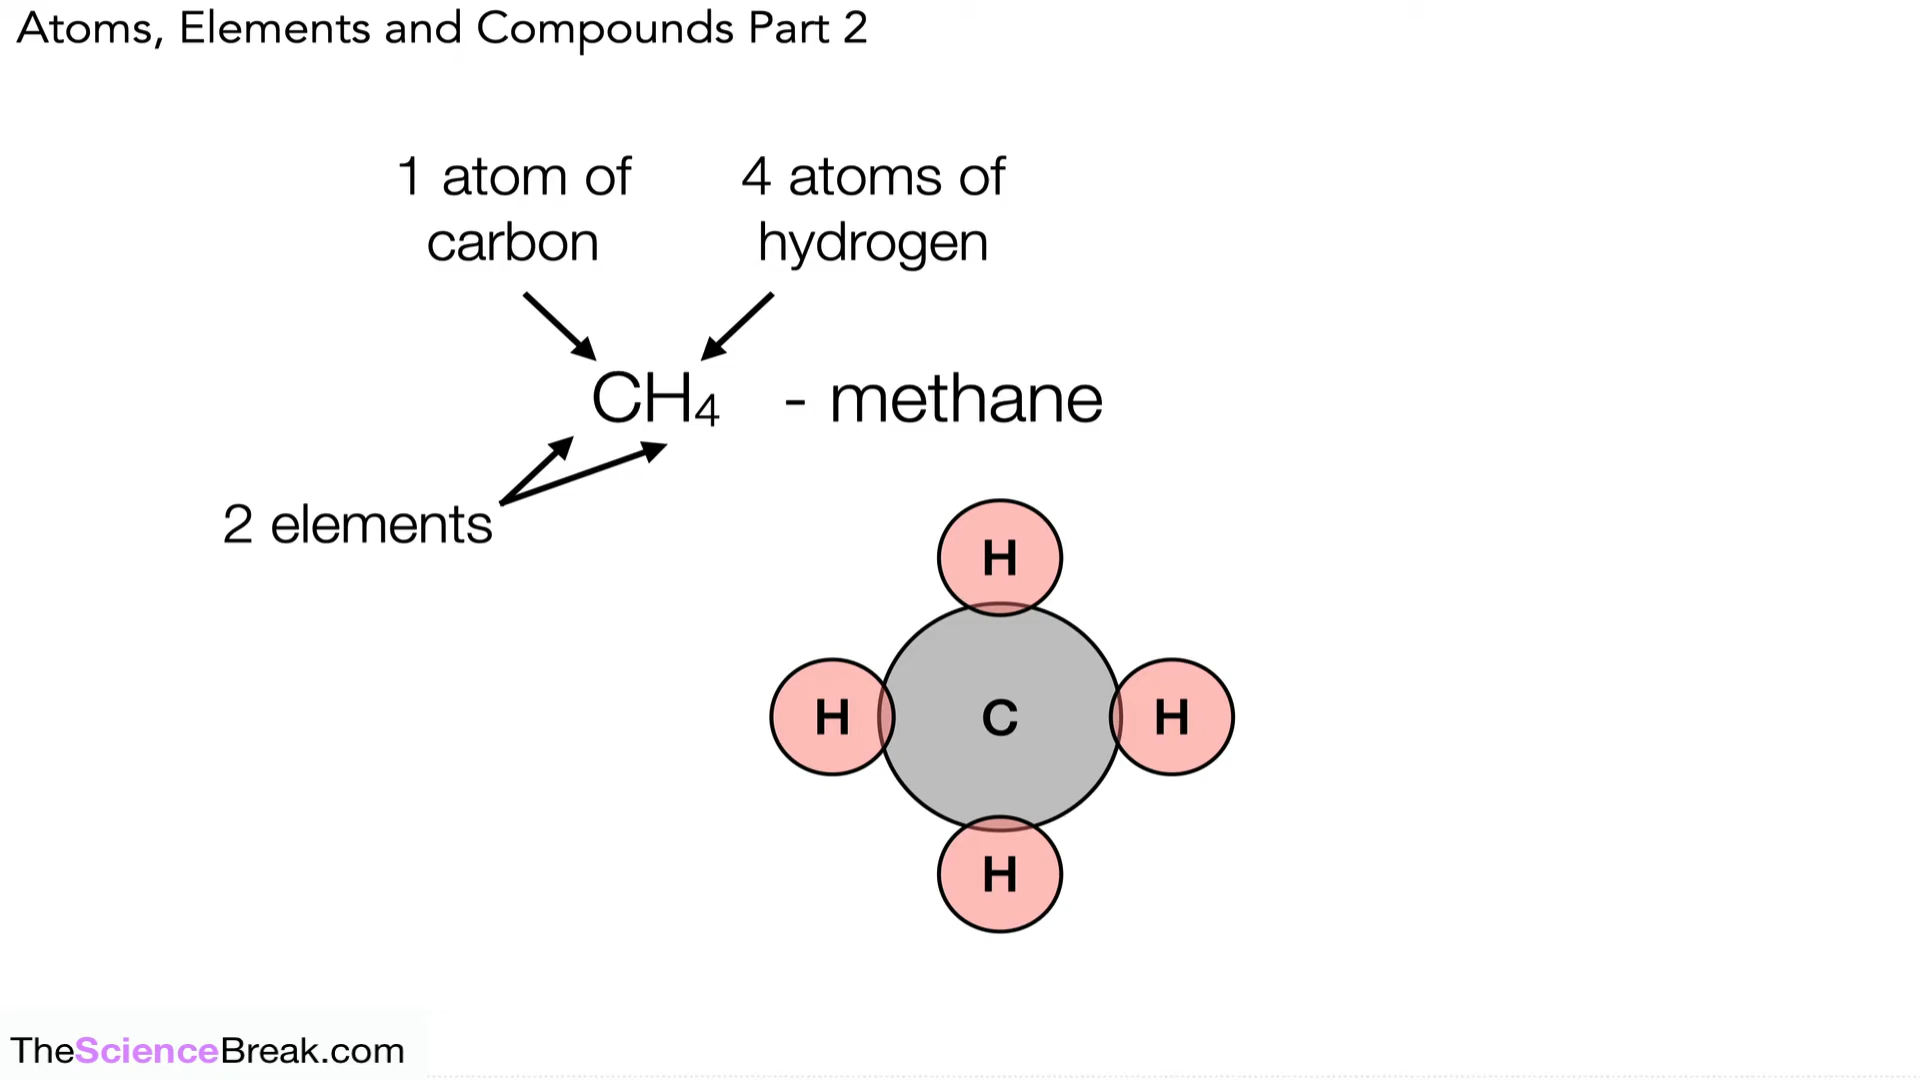 Atoms, Elements and Compounds Part 2
1 atom of
carbon
4 atoms of
hydrogen
CH₄ - methane
2 elements
H
H C H
H
TheScienceBreak.com